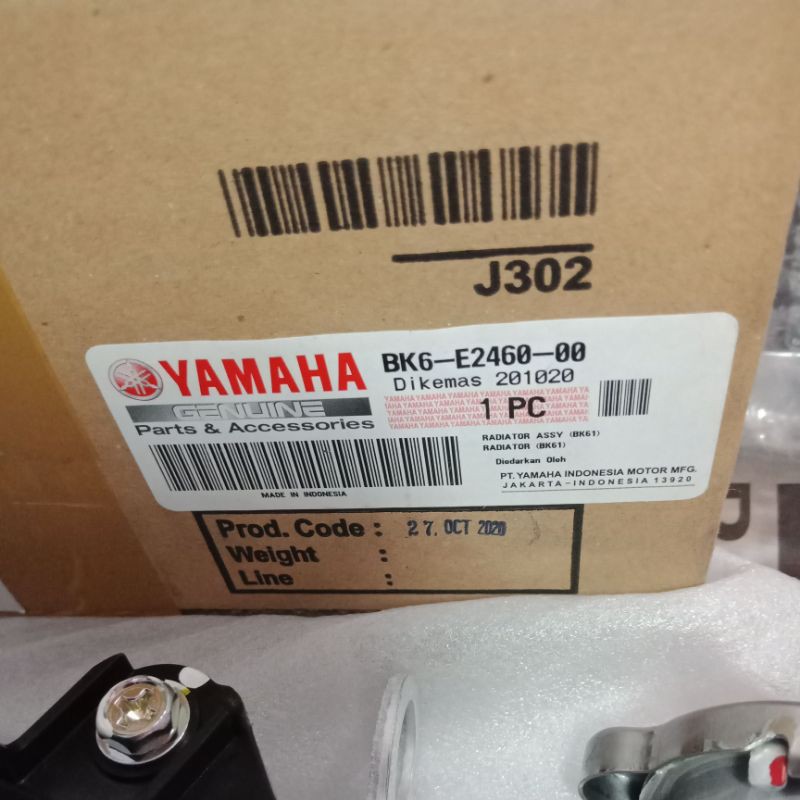 J302
YAMAHA
GENUINE
Parts & Accessories
BK6-E2460-00
Dikemas 201020
1 PC
RADIATOR ASSY (BK61)
RADIATOR (BK61)
Diedarkan Oleh
PT. YAMAHA INDONESIA MOTOR MFG.
JAKARTA-INDONESIA 13920
MADE IN INDONESIA
Prod. Code : 27. OCT 2020
Weight :
Line :